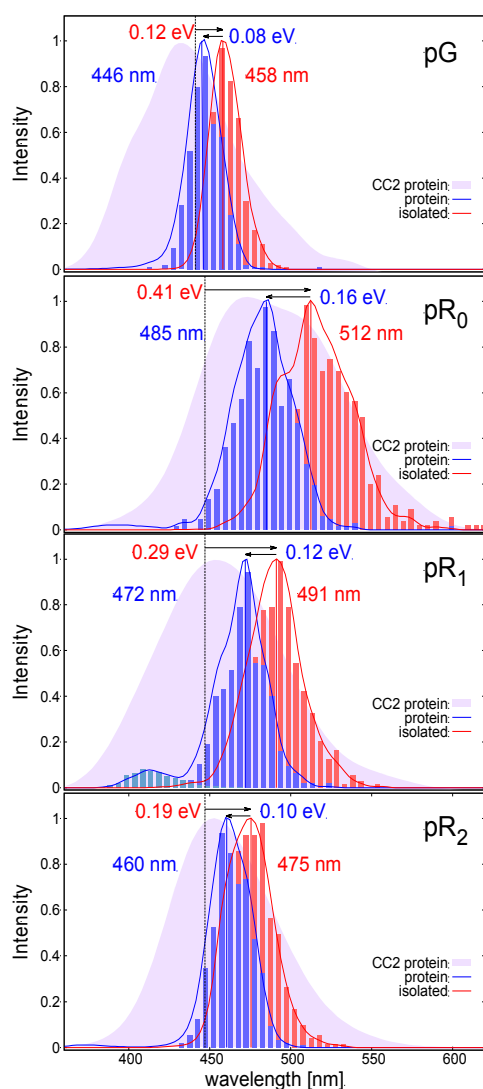 0.12 eV 0.08 eV. pG
446 nm 458 nm
1
0.8
0.6
0.4
0.2
0
Intensity
CC2 protein:
protein:
isolated:
0.41 eV 0.16 eV. pR0
485 nm 512 nm
1
0.8
0.6
0.4
0.2
0
Intensity
CC2 protein:
protein:
isolated:
0.29 eV 0.12 eV. pR1
472 nm 491 nm
1
0.8
0.6
0.4
0.2
0
Intensity
CC2 protein:
protein:
isolated:
0.19 eV 0.10 eV. pR2
460 nm 475 nm
1
0.8
0.6
0.4
0.2
0
Intensity
CC2 protein:
protein:
isolated:
400 450 500 550 600
wavelength [nm]